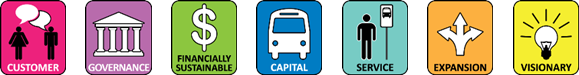 CUSTOMER
GOVERNANCE
$
FINANCIALLY
SUSTAINABLE
CAPITAL
SERVICE
EXPANSION
VISIONARY